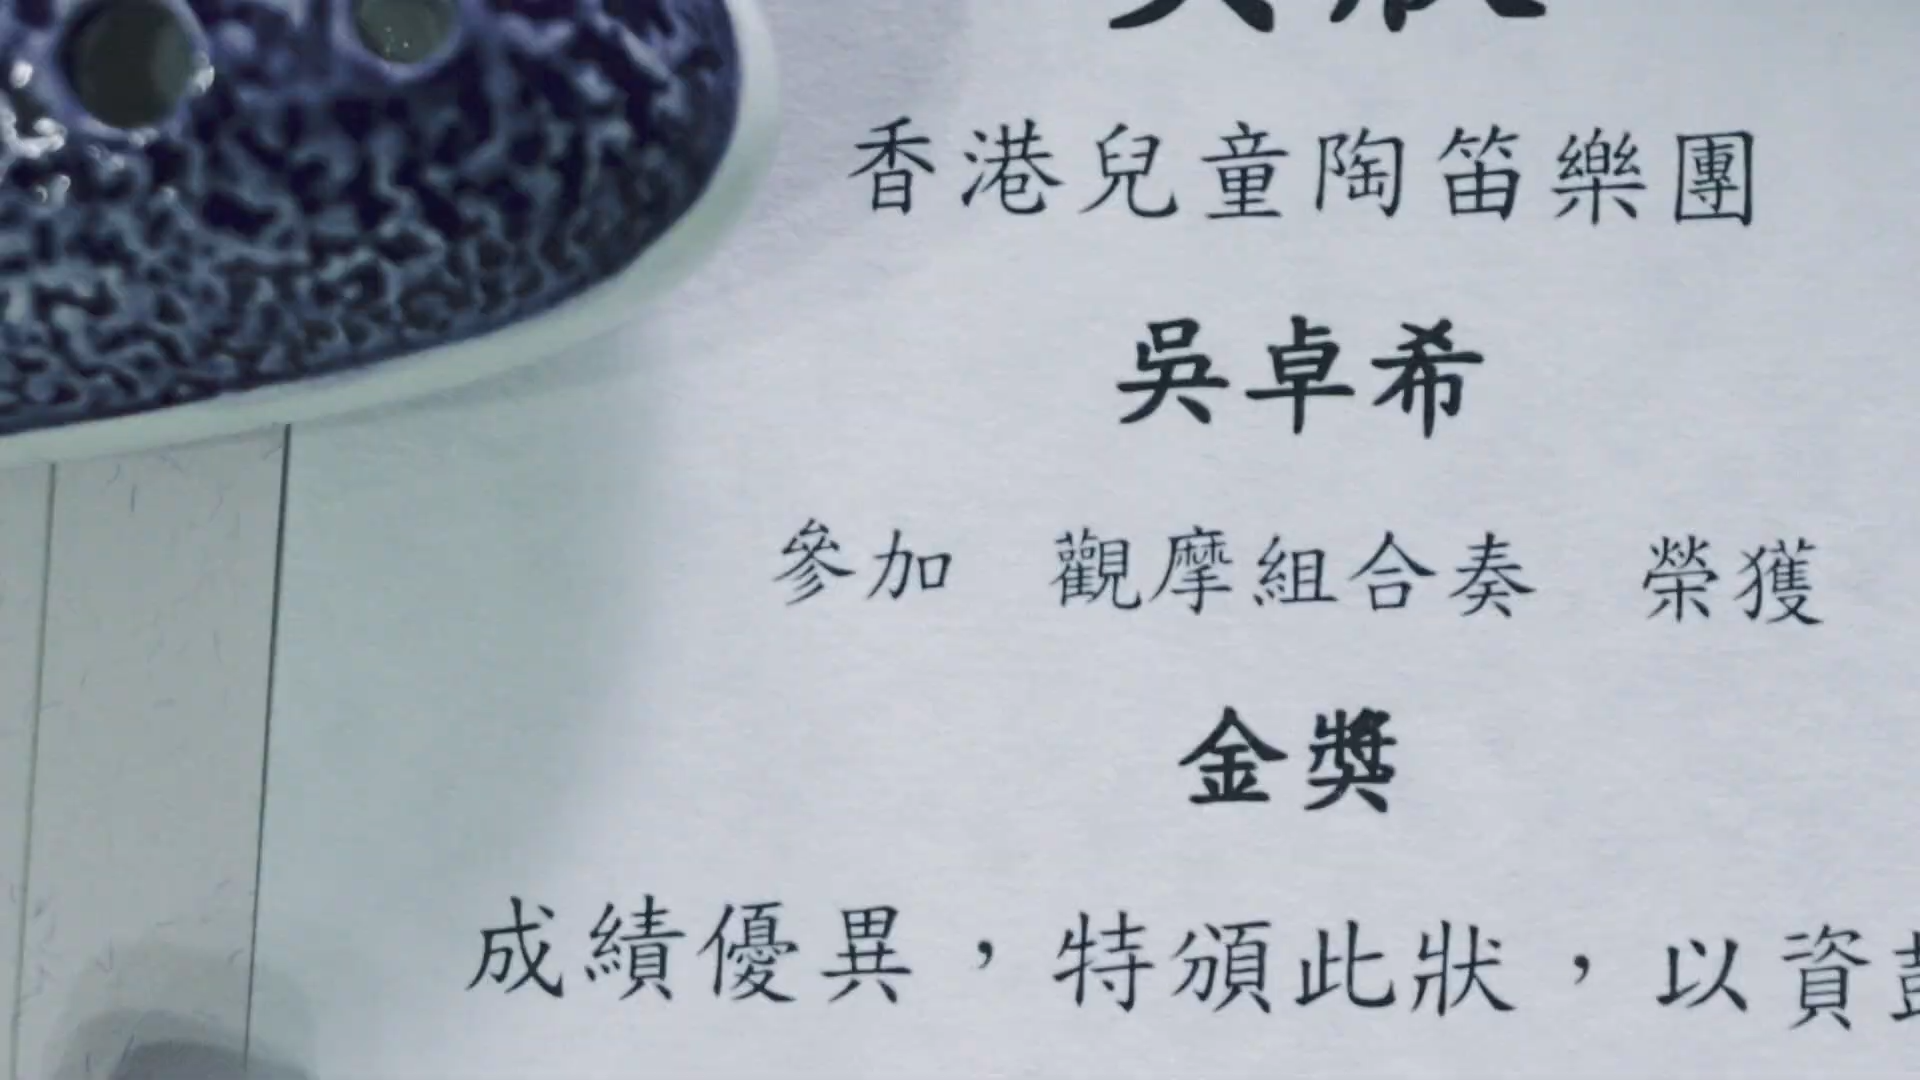 香港兒童陶笛樂團
吳卓希
參加 觀摩組合奏 榮獲
金獎
成績優異，特頒此狀，以資